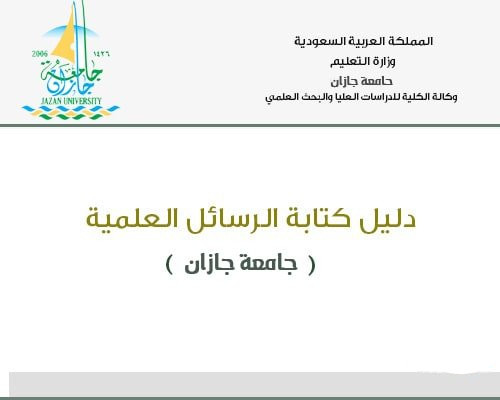 المملكة العربية السعودية
وزارة التعليم
جامعة جازان
وكالة الكلية للدراسات العليا والبحث العلمي
2006 ١٤٢٦
جامعة جازان
JAZAN UNIVERSITY
دليل كتابة الرسائل العلمية
( جامعة جازان )